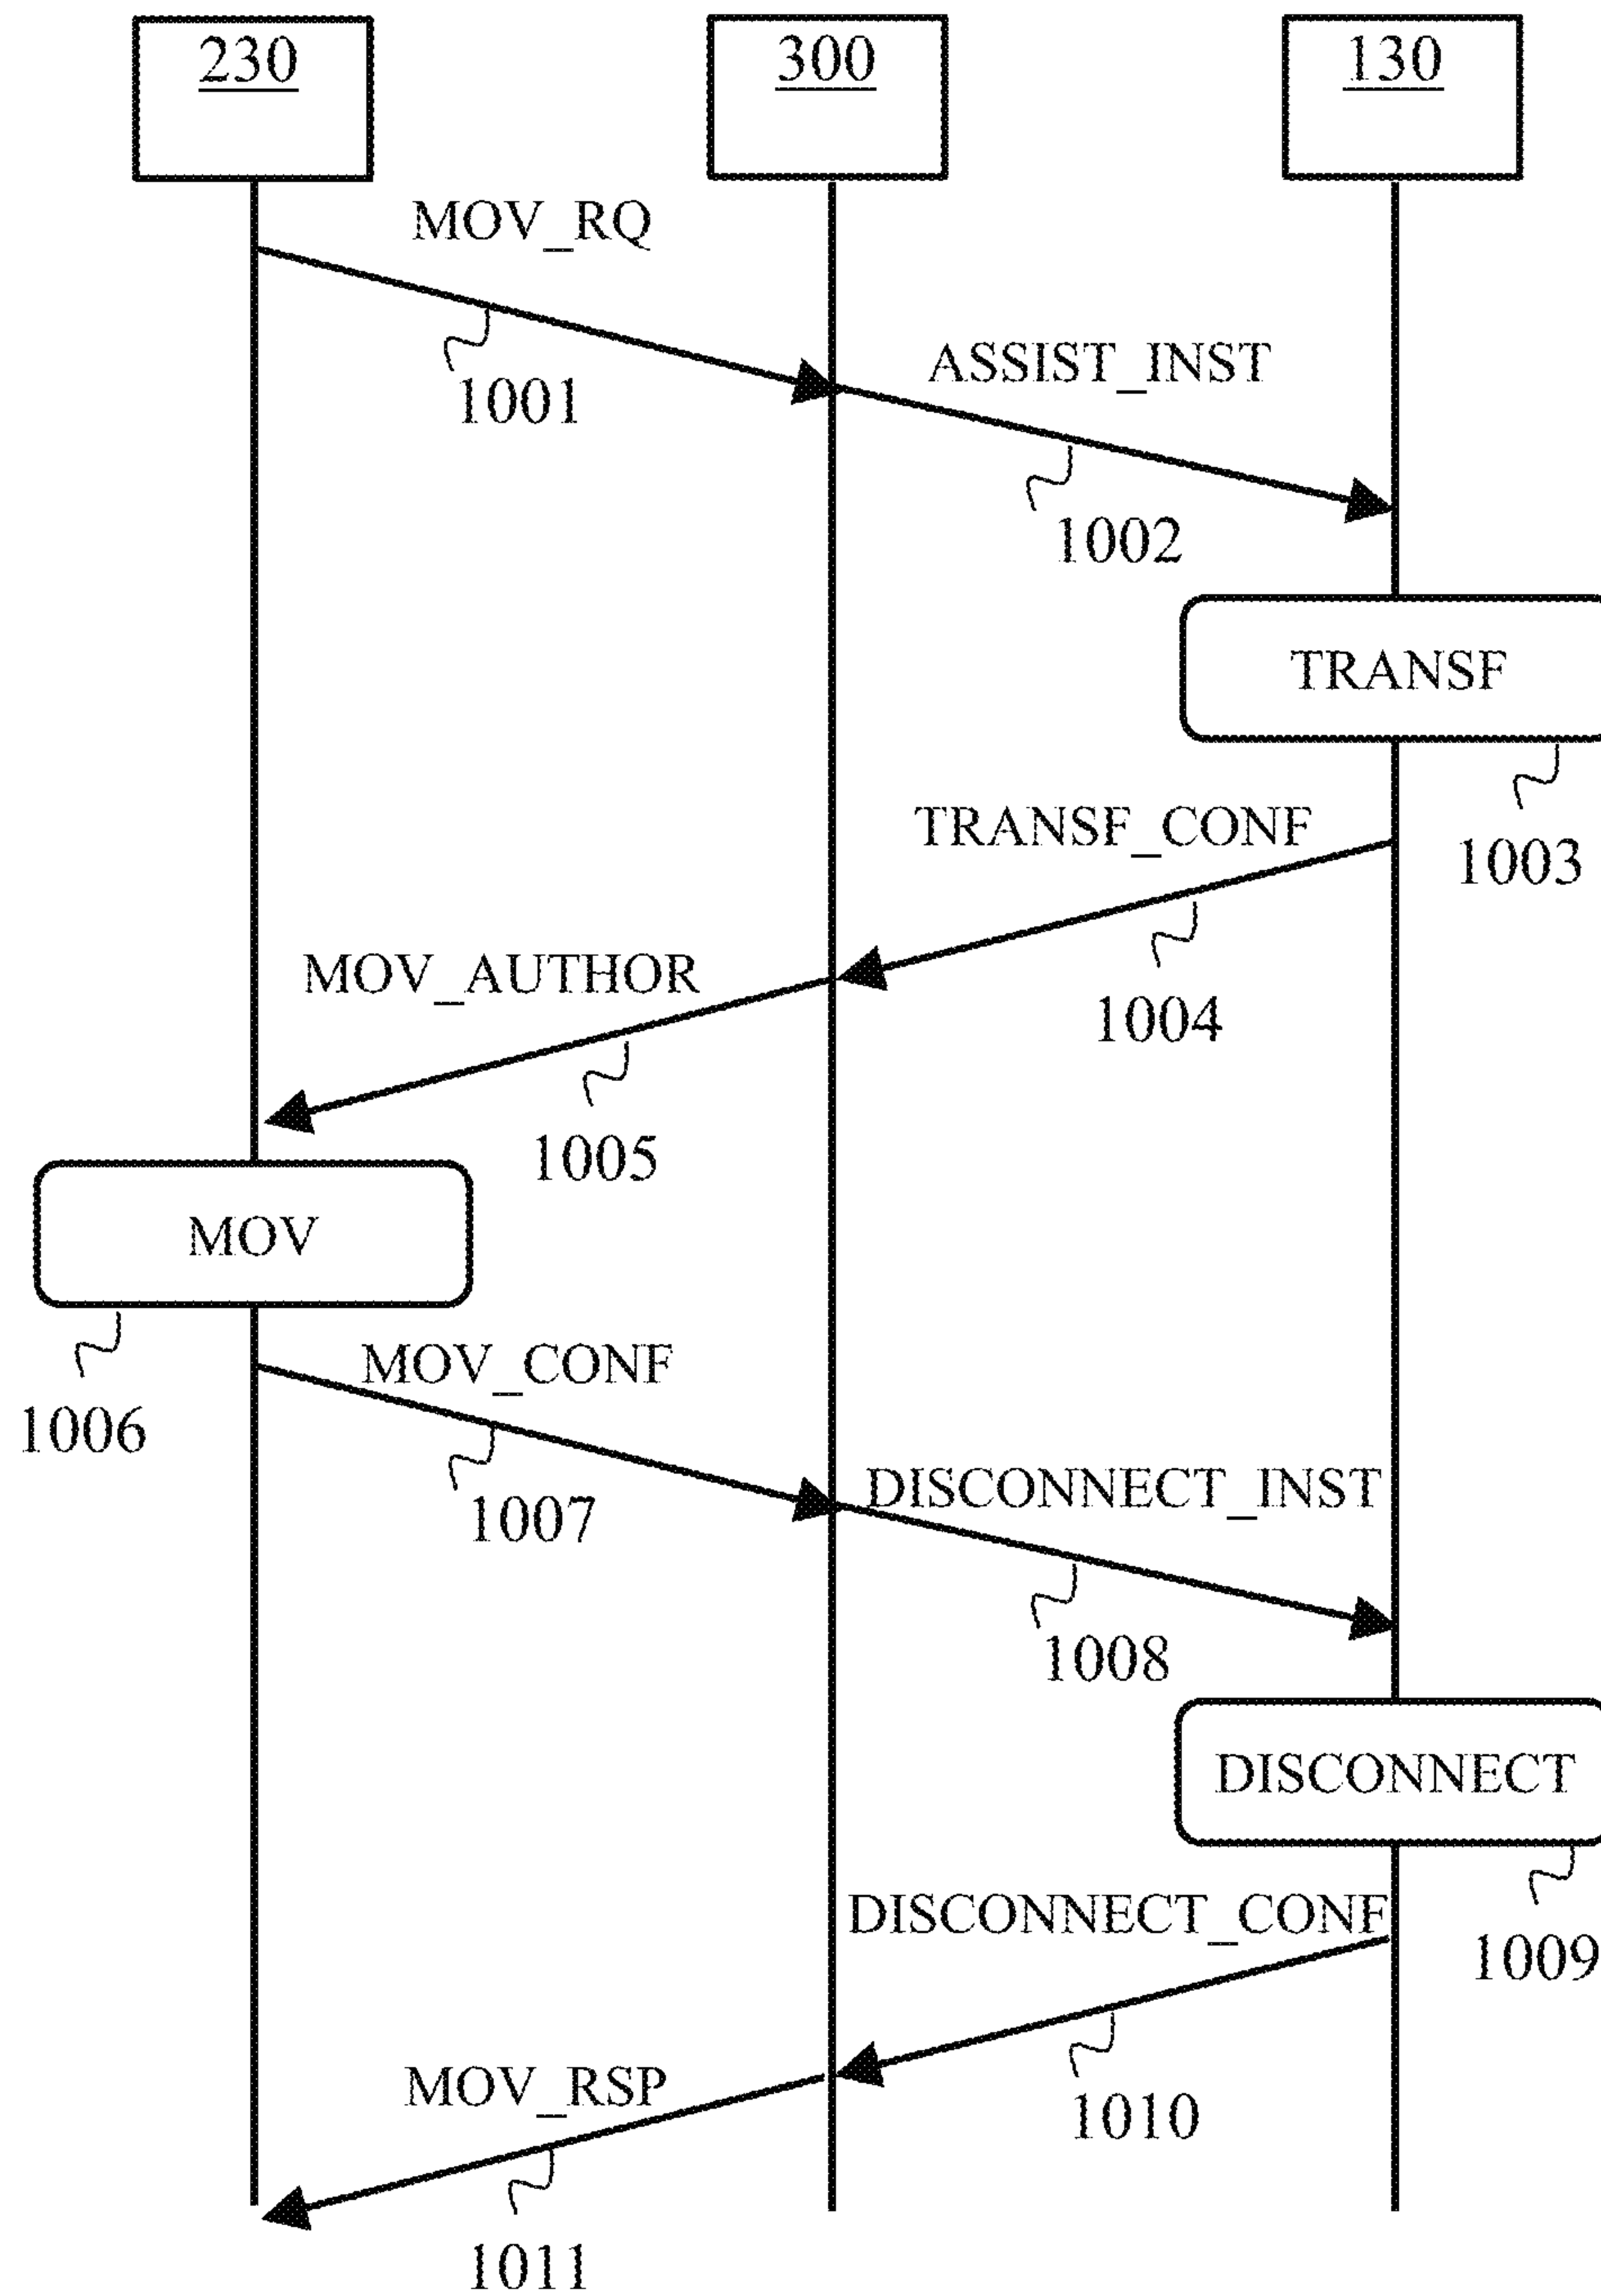 230
300
130
MOV_RQ
1001
ASSIST_INST
1002
TRANSF
1003
TRANSF_CONF
1004
MOV_AUTHOR
1005
MOV
1006
MOV_CONF
1007
DISCONNECT_INST
1008
DISCONNECT
1009
DISCONNECT_CONF
1010
MOV_RSP
1011